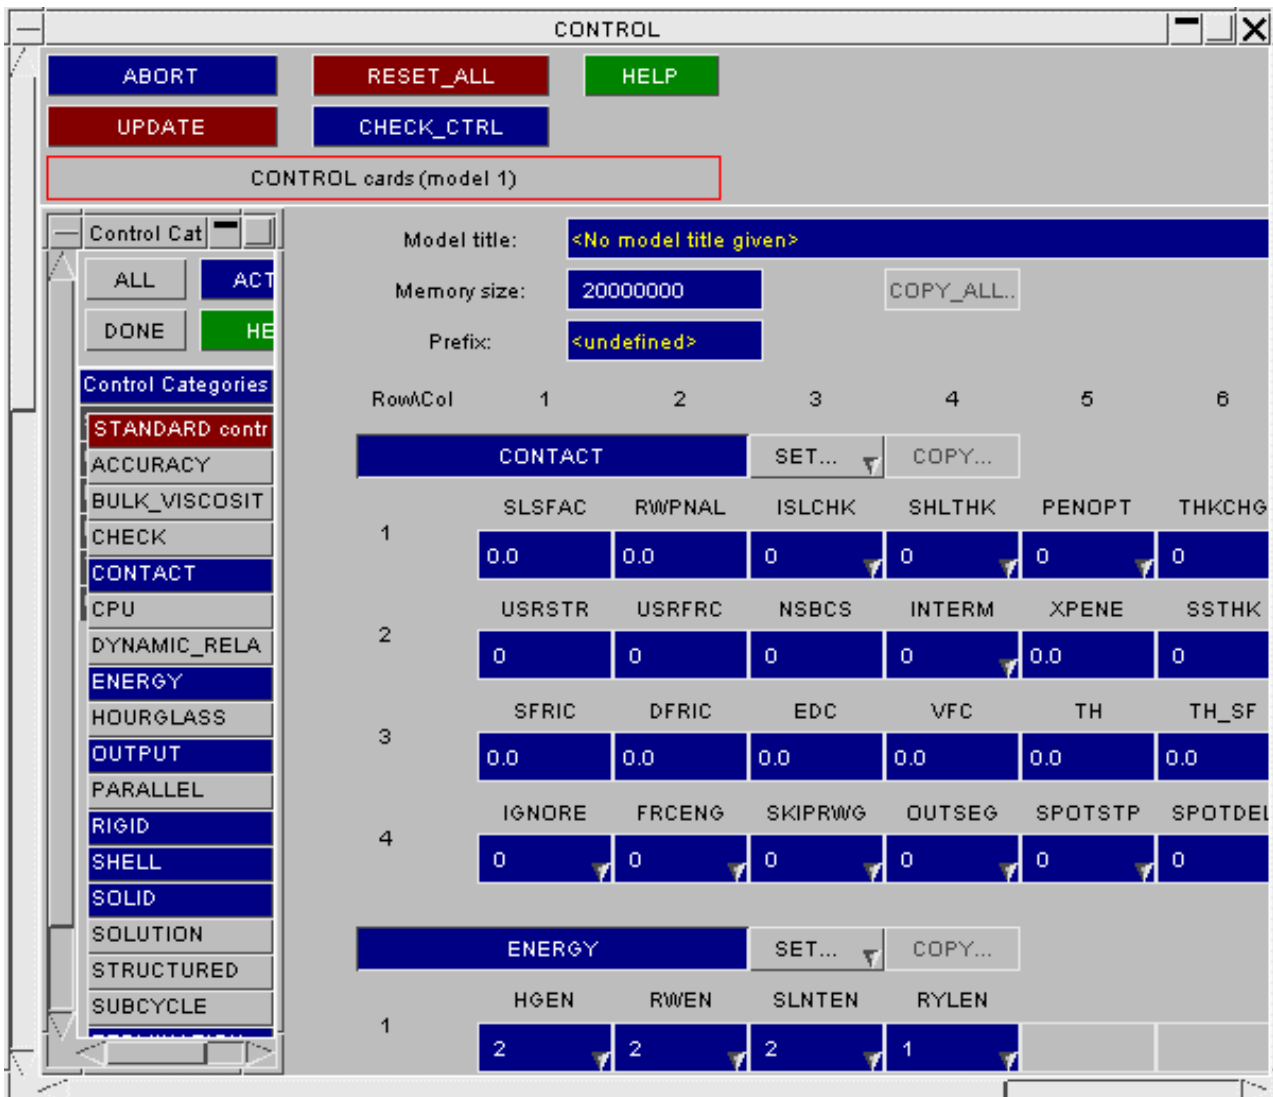 CONTROL
ABORT RESET_ALL HELP
UPDATE CHECK_CTRL
CONTROL cards (model 1)
Control Cat
ALL ACT
DONE HE
Control Categories
STANDARD contr
ACCURACY
BULK_VISCOSIT
CHECK
CONTACT
CPU
DYNAMIC_RELA
ENERGY
HOURGLASS
OUTPUT
PARALLEL
RIGID
SHELL
SOLID
SOLUTION
STRUCTURED
SUBCYCLE
Model title: <No model title given>
Memory size: 20000000 COPY_ALL..
Prefix: <undefined>
Row\Col 1 2 3 4 5 6
CONTACT SET... COPY...
SLSFAC RWPNAL ISLCHK SHLTHK PENOPT THKCHG
1 0.0 0.0 0 0 0 0
USRSTR USRFRC NSBCS INTERM XPENE SSTHK
2 0 0 0 0 0.0 0
SFRIC DFRIC EDC VFC TH TH_SF
3 0.0 0.0 0.0 0.0 0.0 0.0
IGNORE FRCENG SKIPRWG OUTSEG SPOTSTP SPOTDEL
4 0 0 0 0 0 0
ENERGY SET... COPY...
HGEN RWEN SLNTEN RYLEN
1 2 2 2 1